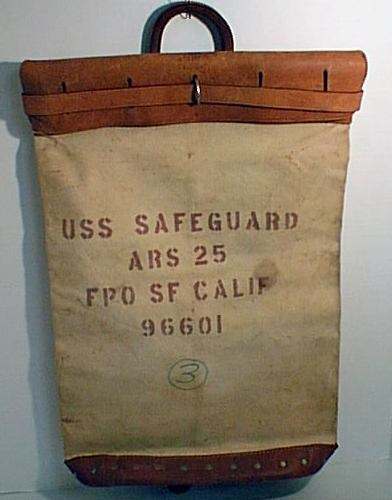 USS SAFEGUARD
ARS 25
FPO SF CALIF
96601
3